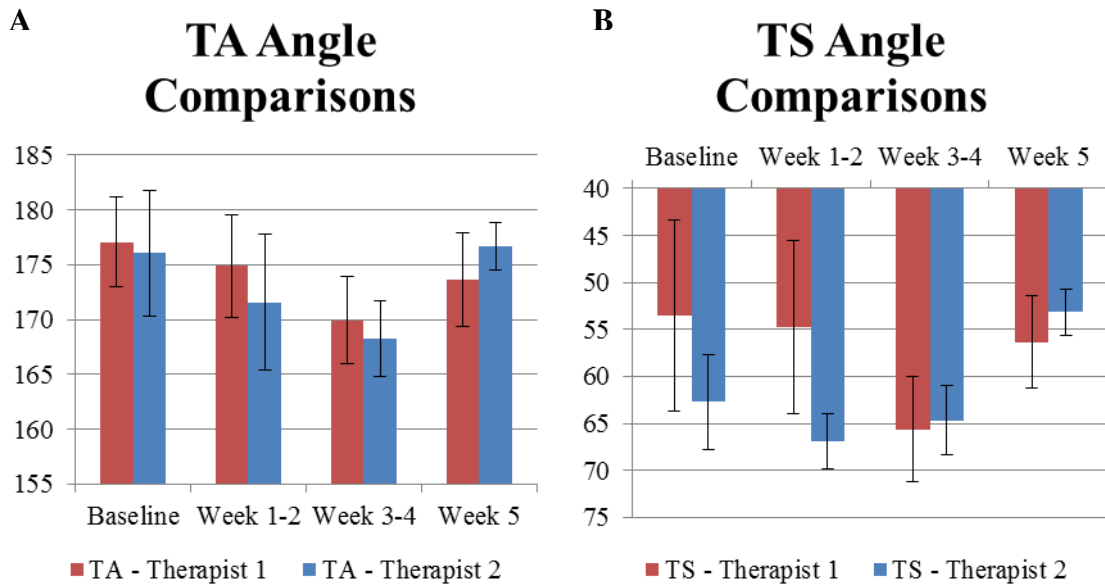 A
TA Angle
Comparisons
185
180
175
170
165
160
155
Baseline Week 1-2 Week 3-4 Week 5
TA - Therapist 1 TA - Therapist 2
B
TS Angle
Comparisons
Baseline Week 1-2 Week 3-4 Week 5
40
45
50
55
60
65
70
75
TS - Therapist 1 TS - Therapist 2